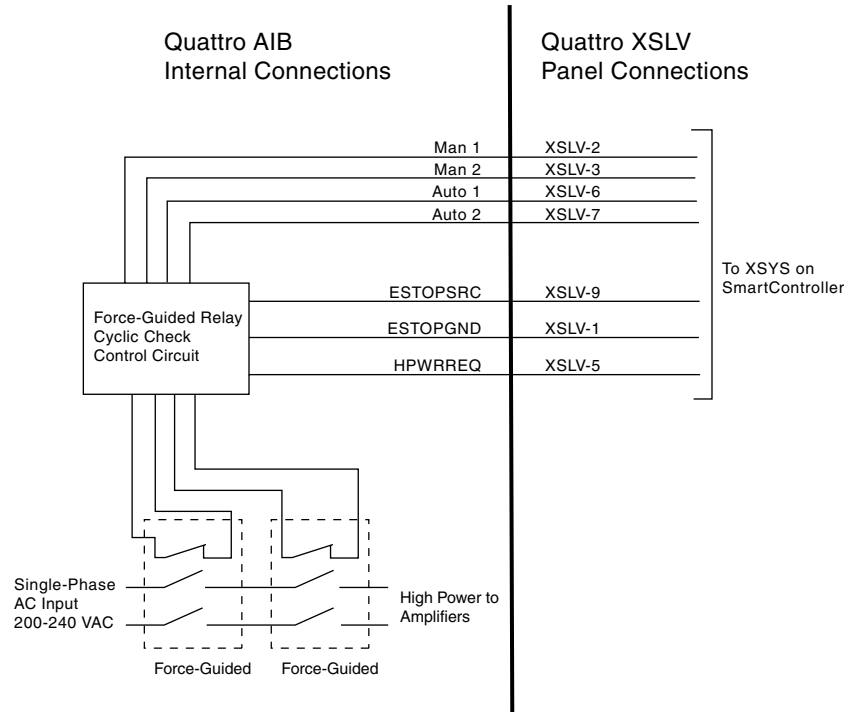 Quattro AIB
Internal Connections
Quattro XSLV
Panel Connections
Man 1
XSLV-2
Man 2
XSLV-3
Auto 1
XSLV-6
Auto 2
XSLV-7
To XSYS on
SmartController
ESTOPSRC
XSLV-9
ESTOPGND
XSLV-1
HPWRREQ
XSLV-5
Force-Guided Relay
Cyclic Check
Control Circuit
Single-Phase
AC Input
200-240 VAC
High Power to
Amplifiers
Force-Guided
Force-Guided